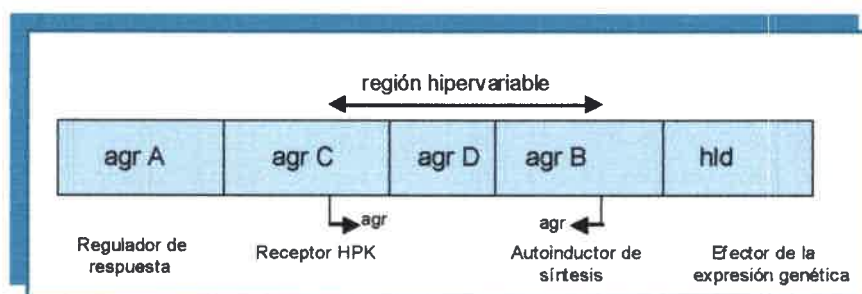 región hipervariable
agr A agr C agr D agr B hld
agr agr
Regulador de
respuesta
Receptor HPK
Autoinductor de
síntesis
Efector de la
expresión genética